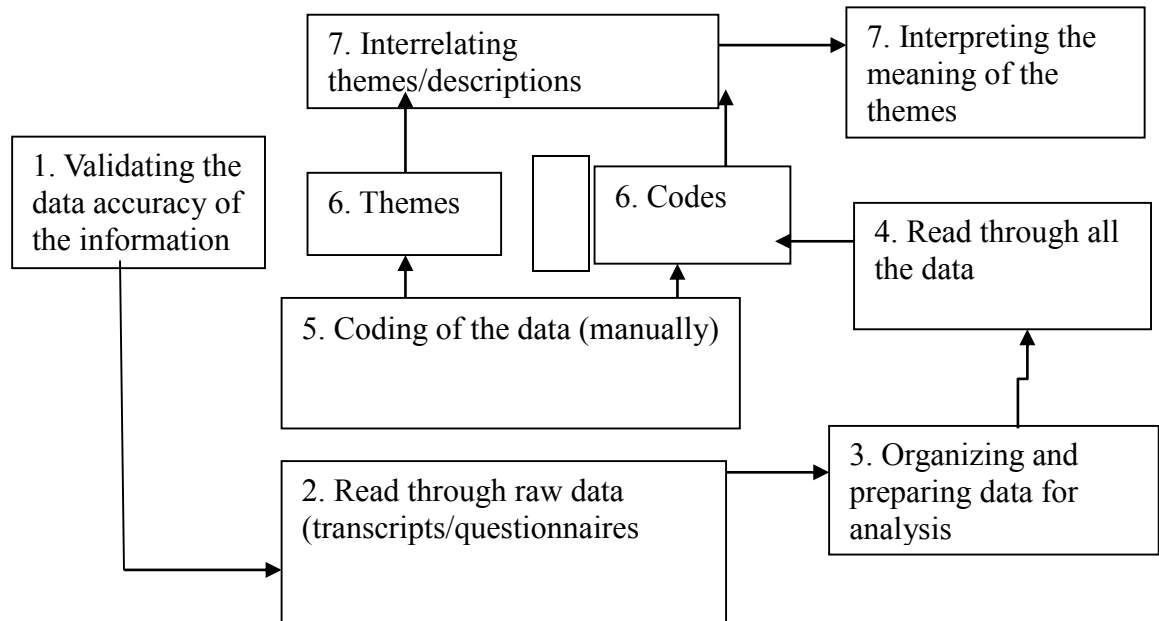 7. Interrelating
themes/descriptions
7. Interpreting the
meaning of the
themes
1. Validating the
data accuracy of
the information
6. Themes
6. Codes
4. Read through all
the data
5. Coding of the data (manually)
3. Organizing and
preparing data for
analysis
2. Read through raw data
(transcripts/questionnaires